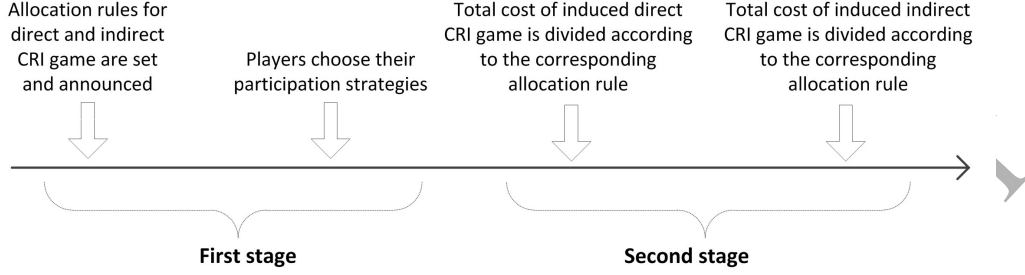 Allocation rules for
direct and indirect
CRI game are set
and announced
Players choose their
participation strategies
Total cost of induced direct
CRI game is divided according
to the corresponding
allocation rule
Total cost of induced indirect
CRI game is divided according
to the corresponding
allocation rule
First stage
Second stage